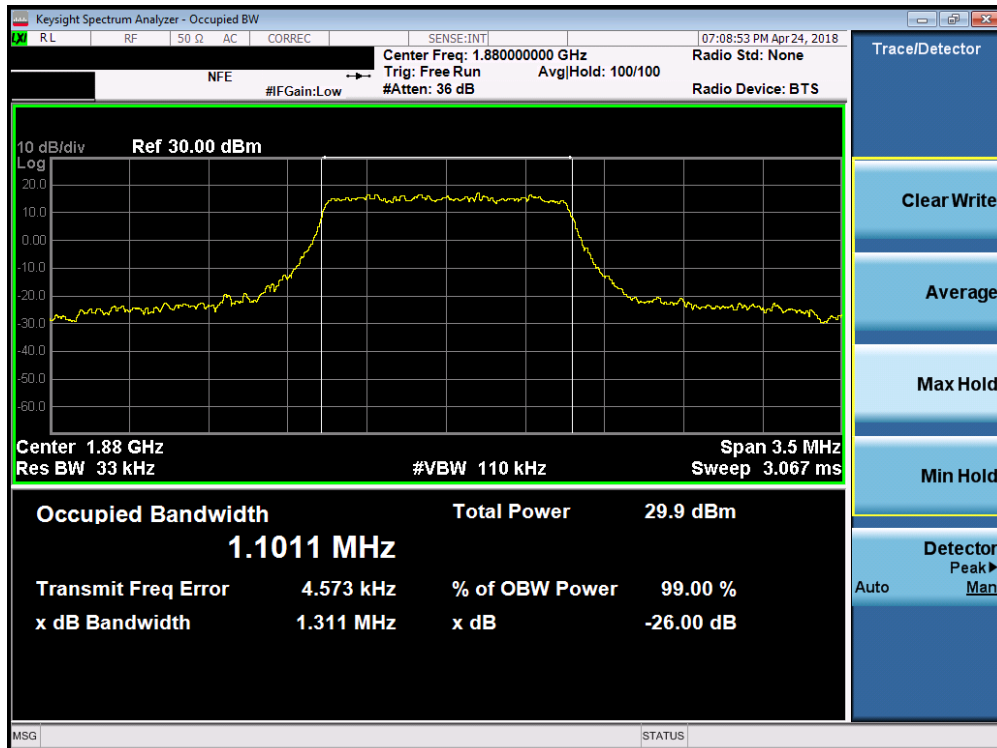 Keysight Spectrum Analyzer - Occupied BW
LXI RL RF 50 Ω AC CORREC SENSE:INT 07:08:53 PM Apr 24, 2018
Center Freq: 1.880000000 GHz Radio Std: None
NFE Trig: Free Run Avg|Hold: 100/100
#IFGain:Low #Atten: 36 dB Radio Device: BTS
10 dB/div Ref 30.00 dBm
Log
20.0
10.0
0.00
-10.0
-20.0
-30.0
-40.0
-50.0
-60.0
Center 1.88 GHz Span 3.5 MHz
Res BW 33 kHz #VBW 110 kHz Sweep 3.067 ms
Occupied Bandwidth Total Power 29.9 dBm
1.1011 MHz
Transmit Freq Error 4.573 kHz % of OBW Power 99.00 %
x dB Bandwidth 1.311 MHz x dB -26.00 dB
MSG STATUS
Trace/Detector
Clear Write
Average
Max Hold
Min Hold
Detector
Peak▶
Auto Man